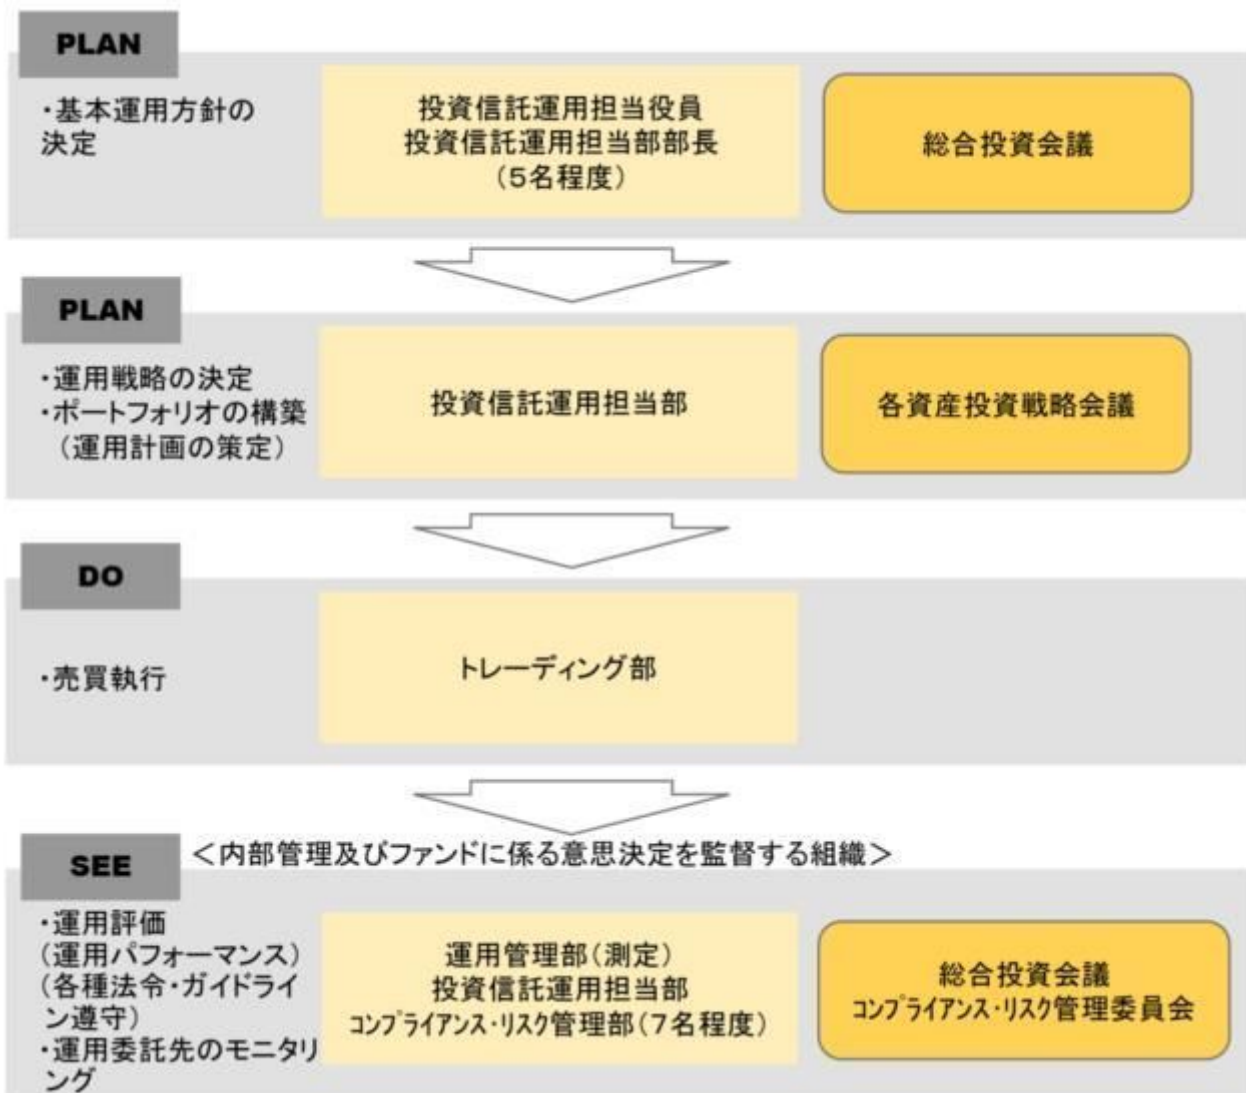 PLAN
・基本運用方針の
決定
投資信託運用担当役員
投資信託運用担当部部長
（5名程度）
総合投資会議
PLAN
・運用戦略の決定
・ポートフォリオの構築
（運用計画の策定）
投資信託運用担当部
各資産投資戦略会議
DO
・売買執行
トレーディング部
SEE
＜内部管理及びファンドに係る意思決定を監督する組織＞
・運用評価
(運用パフォーマンス)
(各種法令・ガイドライ
ン遵守)
・運用委託先のモニタリ
ング
運用管理部(測定)
投資信託運用担当部
ｺﾝﾌﾟﾗｲｱﾝｽ・ﾘｽｸ管理部(7名程度)
総合投資会議
ｺﾝﾌﾟﾗｲｱﾝｽ・ﾘｽｸ管理委員会